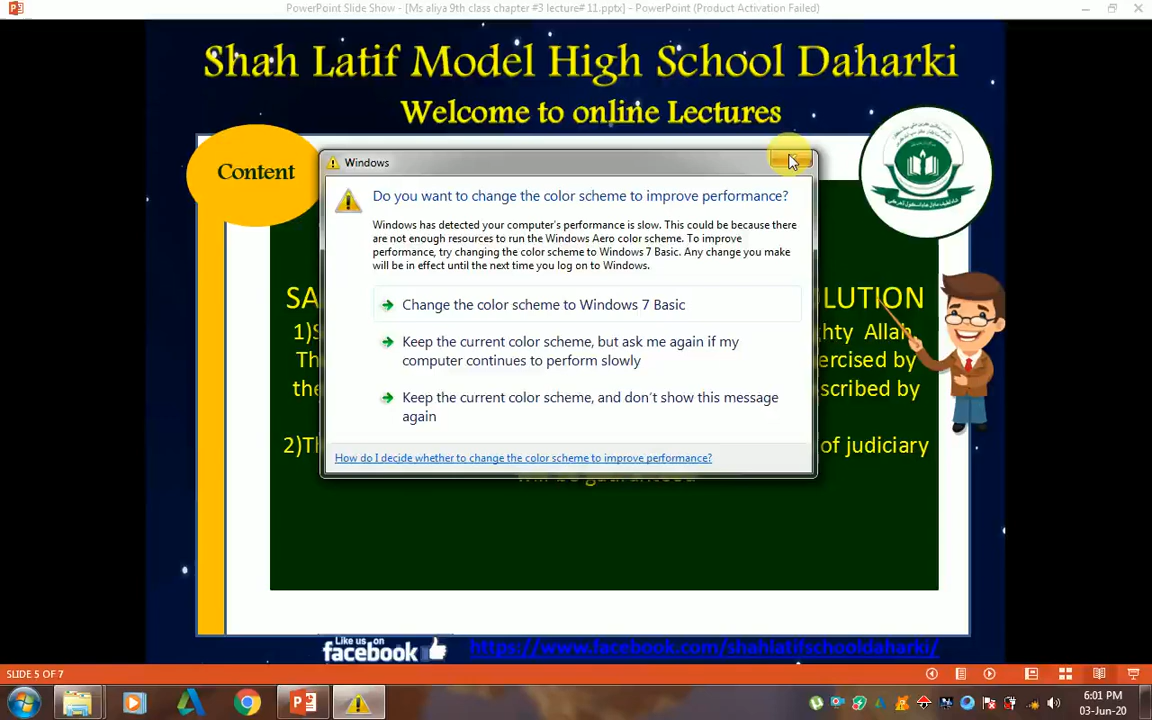 PowerPoint Slide Show - [Ms aliya 9th class chapter #3 lecture# 11.pptx] - PowerPoint (Product Activation Failed)
Shah Latif Model High School Daharki
Welcome to online Lectures
Content
Windows
Do you want to change the color scheme to improve performance?
Windows has detected your computer's performance is slow. This could be because there
are not enough resources to run the Windows Aero color scheme. To improve
performance, try changing the color scheme to Windows 7 Basic. Any change you make
will be in effect until the next time you log on to Windows.
Change the color scheme to Windows 7 Basic
Keep the current color scheme, but ask me again if my
computer continues to perform slowly
Keep the current color scheme, and don't show this message
again
How do I decide whether to change the color scheme to improve performance?
of judiciary
will be guaranteed
Like us on
facebook
https://www.facebook.com/shahlatifschooldaharki/
SLIDE 5 OF 7
6:01 PM
03-Jun-20